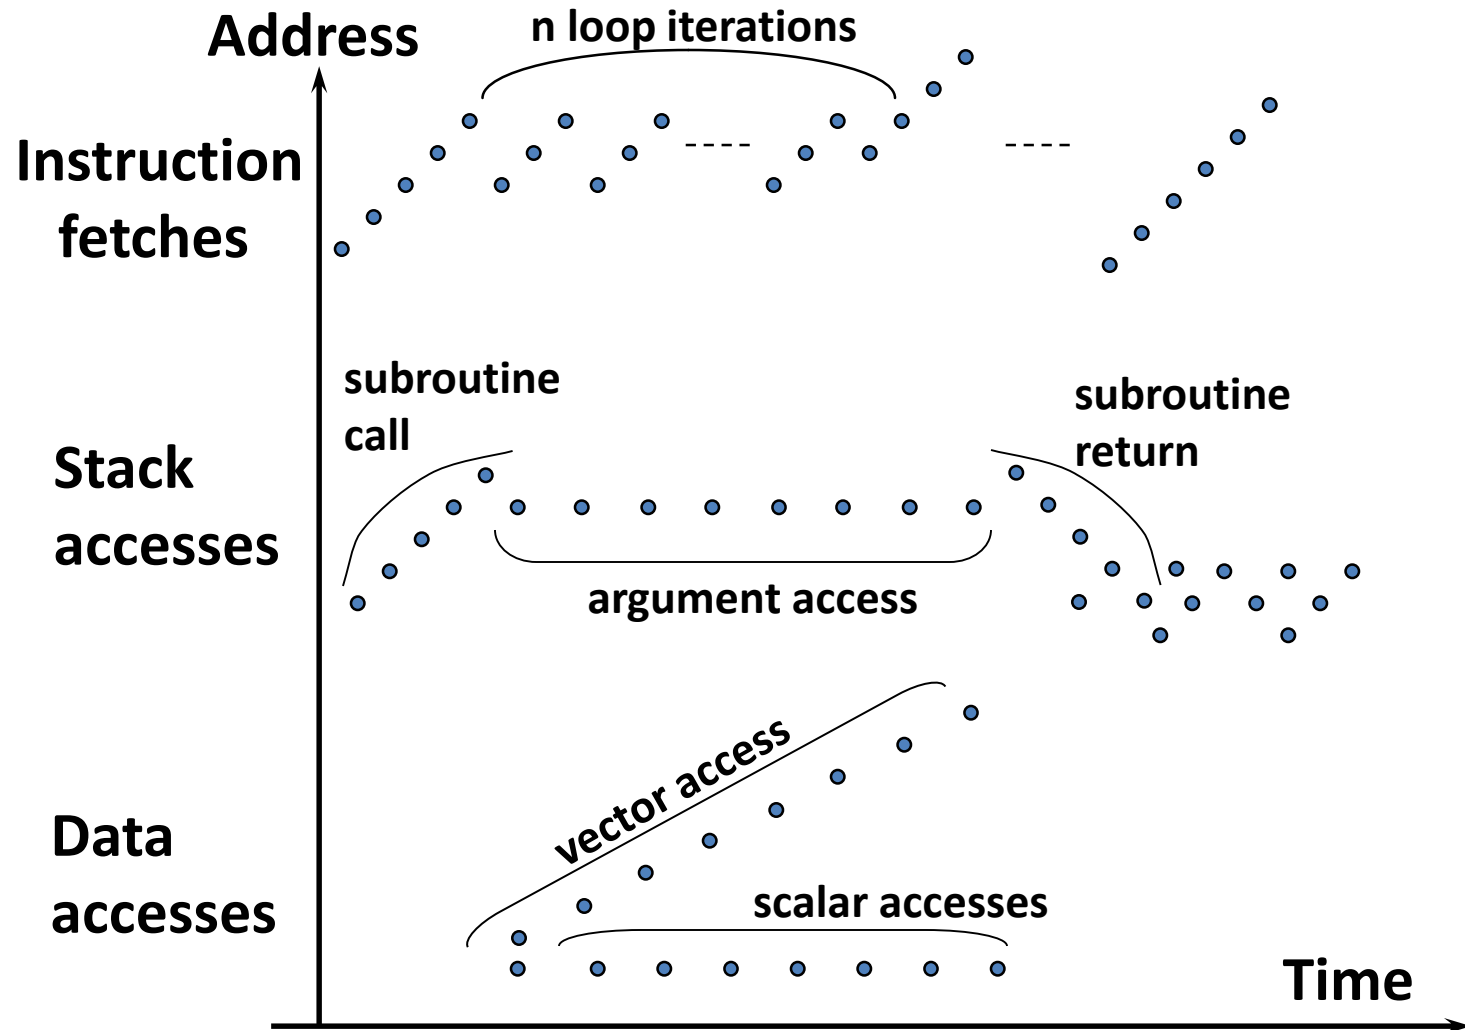 Address
n loop iterations
Instruction
fetches
subroutine
call
subroutine
return
Stack
accesses
argument access
vector access
Data
accesses
scalar accesses
Time